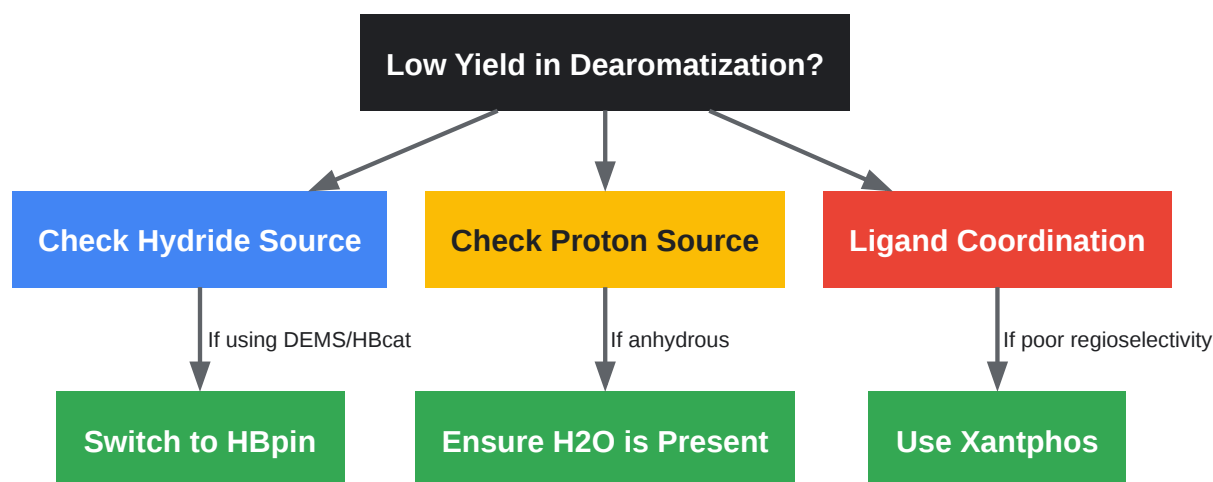 Low Yield in Dearomatization?
Check Hydride Source
Check Proton Source
Ligand Coordination
If using DEMS/HBcat
If anhydrous
If poor regioselectivity
Switch to HBpin
Ensure H2O is Present
Use Xantphos